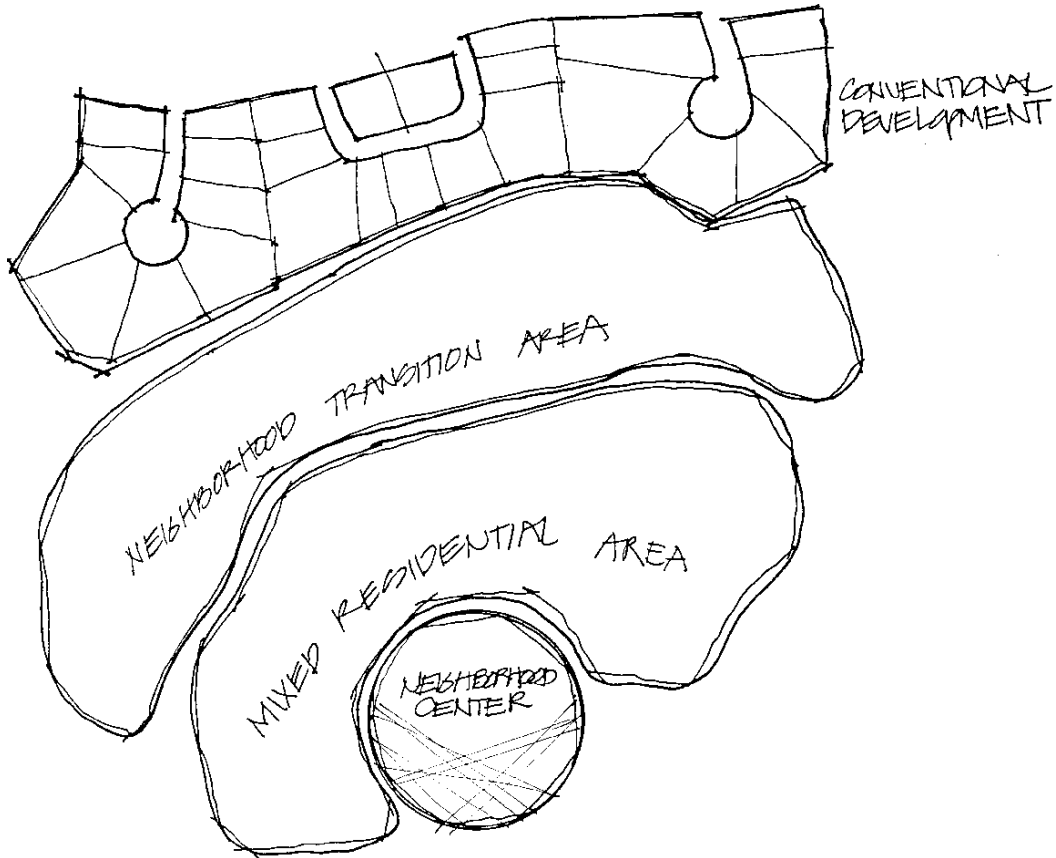 CONVENTIONAL
DEVELOPMENT
NEIGHBORHOOD TRANSITION AREA
MIXED RESIDENTIAL AREA
NEIGHBORHOOD
CENTER